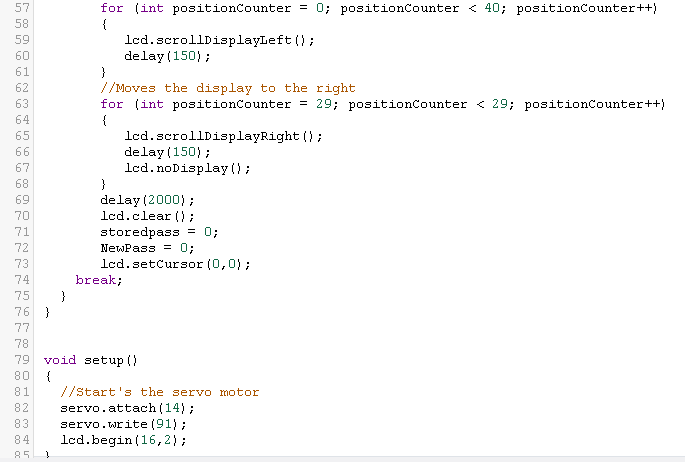 57 for (int positionCounter = 0; positionCounter < 40; positionCounter++)
58 {
59 lcd.scrollDisplayLeft();
60 delay(150);
61 }
62 //Moves the display to the right
63 for (int positionCounter = 29; positionCounter < 29; positionCounter++)
64 {
65 lcd.scrollDisplayRight();
66 delay(150);
67 lcd.noDisplay();
68 }
69 delay(2000);
70 lcd.clear();
71 storedpass = 0;
72 NewPass = 0;
73 lcd.setCursor(0,0);
74 break;
75 }
76 }
77
78
79 void setup()
80 {
81 //Start's the servo motor
82 servo.attach(14);
83 servo.write(91);
84 lcd.begin(16,2);
85 }